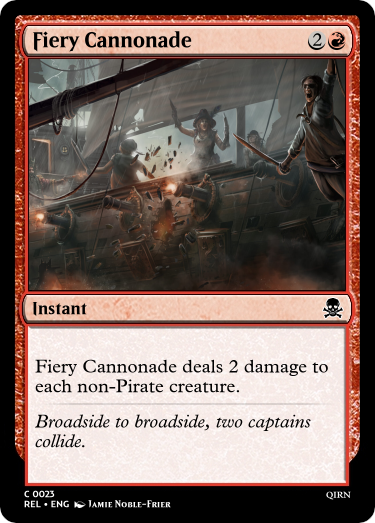 Fiery Cannonade 2
Instant
Fiery Cannonade deals 2 damage to
each non-Pirate creature.
Broadside to broadside, two captains
collide.
C 0023
REL • ENG Jamie Noble-Frier
QIRN